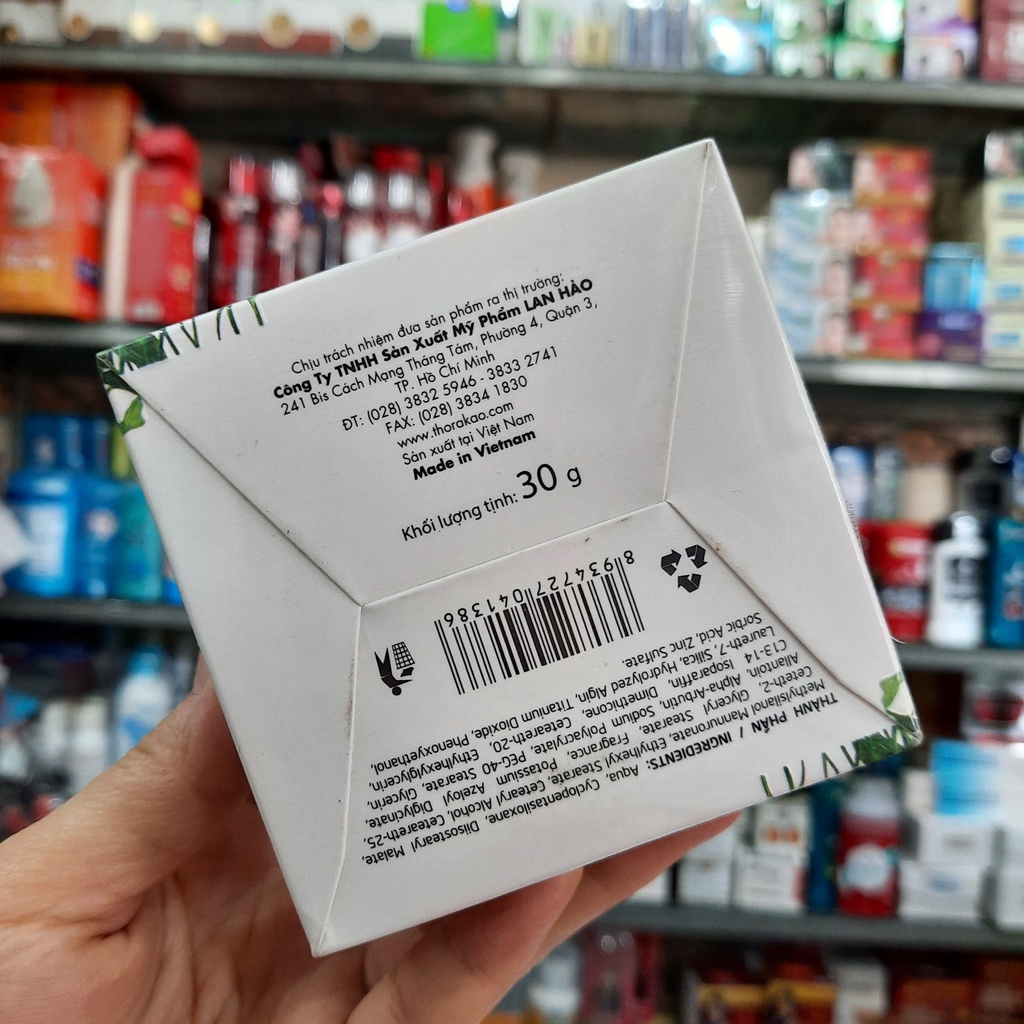 Chịu trách nhiệm đưa sản phẩm ra thị trường:
Công Ty TNHH Sản Xuất Mỹ Phẩm LAN HẢO
241 Bis Cách Mạng Tháng Tám, Phường 4, Quận 3,
TP. Hồ Chí Minh
ĐT: (028) 3832 5946 - 3833 2741
FAX: (028) 3834 1830
www.thorakao.com
Sản xuất tại Việt Nam
Made in Vietnam
Khối lượng tịnh: 30 g
THÀNH PHẦN / INGREDIENTS: Aqua, Cyclopentasiloxane, Diisostearyl Malate,
Methylsilanol Mannurnate, Ethylhexyl Stearate, Cetearyl Alcohol, Ceteareth-25,
Ceteth-2, Glyceryl Stearate, Fragrance, Potassium Azeloyl Diglycinate,
Allantoin, Alpha-Arbutin, Sodium Polyacrylate, PEG-40 Stearate, Glycerin,
C13-14 Isoparaffin, Dimethicone, Ceteareth-20, Ethylhexylglycerin,
Laureth-7, Silica, Hydrolyzed Algin, Titanium Dioxide, Phenoxyethanol,
Sorbic Acid, Zinc Sulfate.
8 934727 041386